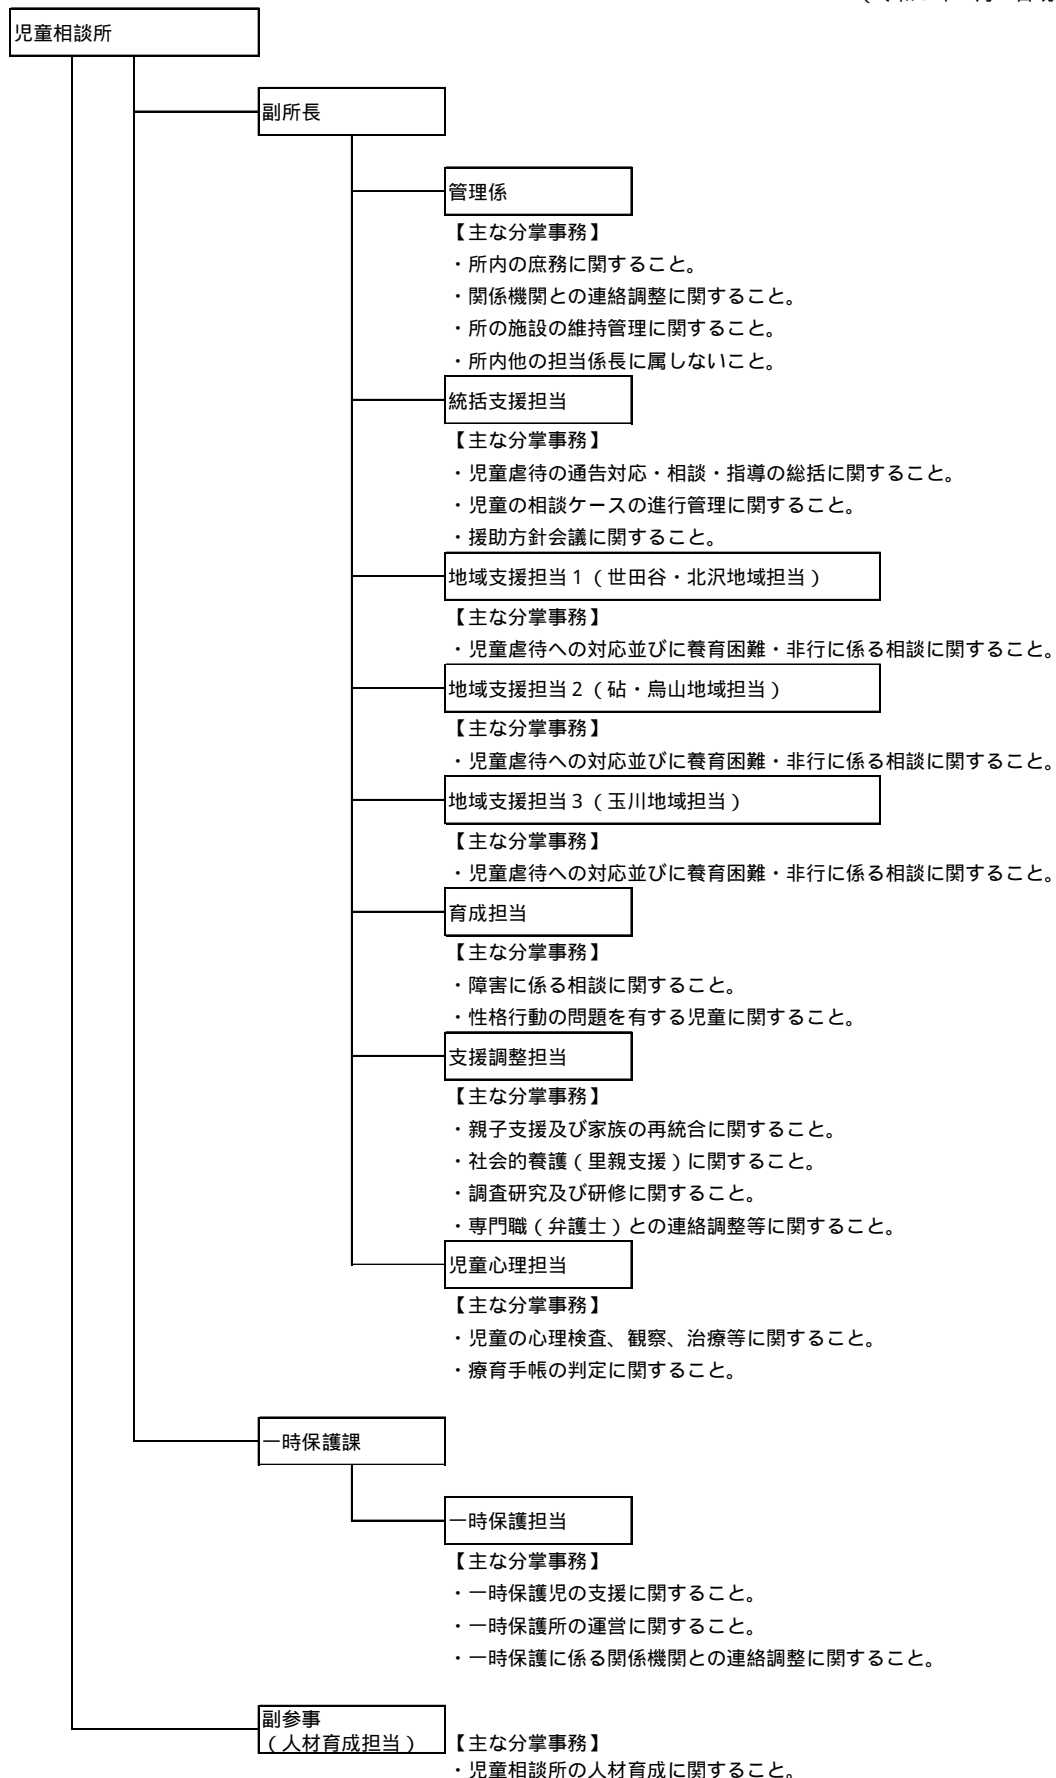 児童相談所
副所長
管理係
【主な分掌事務】
・所内の庶務に関すること。
・関係機関との連絡調整に関すること。
・所の施設の維持管理に関すること。
・所内他の担当係長に属しないこと。
統括支援担当
【主な分掌事務】
・児童虐待の通告対応・相談・指導の総括に関すること。
・児童の相談ケースの進行管理に関すること。
・援助方針会議に関すること。
地域支援担当1(世田谷・北沢地域担当)
【主な分掌事務】
・児童虐待への対応並びに養育困難・非行に係る相談に関すること。
地域支援担当2(砧・烏山地域担当)
【主な分掌事務】
・児童虐待への対応並びに養育困難・非行に係る相談に関すること。
地域支援担当3(玉川地域担当)
【主な分掌事務】
・児童虐待への対応並びに養育困難・非行に係る相談に関すること。
育成担当
【主な分掌事務】
・障害に係る相談に関すること。
・性格行動の問題を有する児童に関すること。
支援調整担当
【主な分掌事務】
・親子支援及び家族の再統合に関すること。
・社会的養護(里親支援)に関すること。
・調査研究及び研修に関すること。
・専門職(弁護士)との連絡調整等に関すること。
児童心理担当
【主な分掌事務】
・児童の心理検査、観察、治療等に関すること。
・療育手帳の判定に関すること。
一時保護課
一時保護担当
【主な分掌事務】
・一時保護児の支援に関すること。
・一時保護所の運営に関すること。
・一時保護に係る関係機関との連絡調整に関すること。
副参事
(人材育成担当)
【主な分掌事務】
・児童相談所の人材育成に関すること。